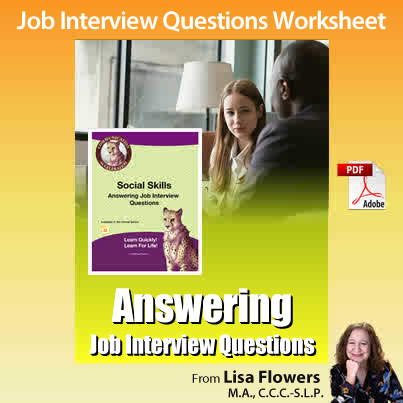 Job Interview Questions Worksheet
Social Skills
Answering Job Interview
Questions
Learn Quickly!
Learn For Life!
PDF
Adobe
Answering
Job Interview Questions
From Lisa Flowers
M.A., C.C.C.-S.L.P.